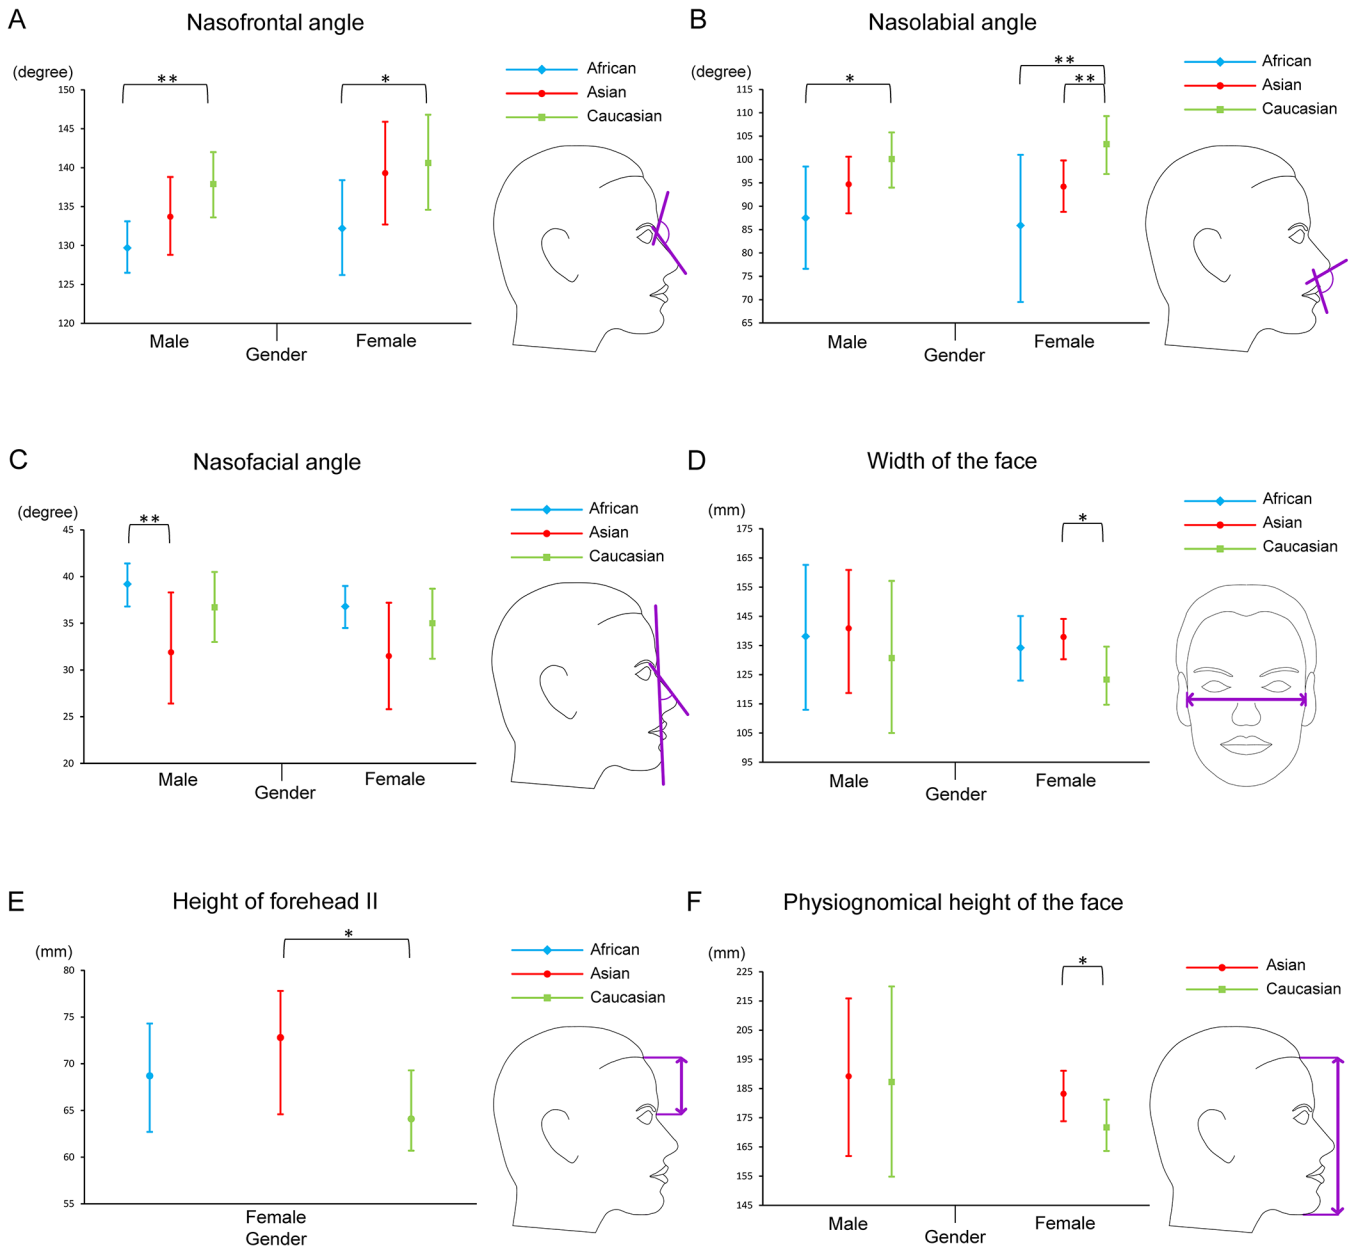 A
Nasofrontal angle
(degree)
**
*
African
Asian
Caucasian
150
145
140
135
130
125
120
Male
Female
Gender
B
Nasolabial angle
(degree)
*
**
**
African
Asian
Caucasian
115
110
105
100
95
90
85
80
75
70
65
Male
Female
Gender
C
Nasofacial angle
(degree)
**
African
Asian
Caucasian
45
40
35
30
25
20
Male
Female
Gender
D
Width of the face
(mm)
*
African
Asian
Caucasian
175
165
155
145
135
125
115
105
95
Male
Female
Gender
E
Height of forehead II
(mm)
*
African
Asian
Caucasian
80
75
70
65
60
55
Female
Gender
F
Physiognomical height of the face
(mm)
*
Asian
Caucasian
225
215
205
195
185
175
165
155
145
Male
Female
Gender